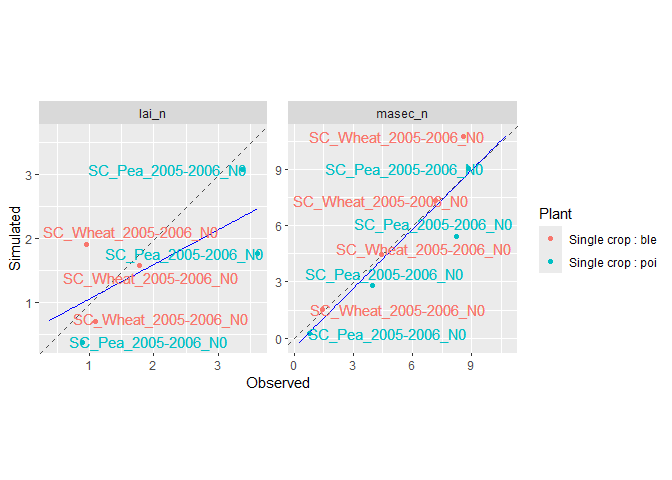 lai_n
masec_n
Simulated
3
2
1
SC_Pea_2005-2006_N0
SC_Wheat_2005-2006_N0
SC_Pea_2005-2006_N0
SC_Wheat_2005-2006_N0
SC_Wheat_2005-2006_N0
SC_Pea_2005-2006_N0
1
2
3
9
6
3
0
SC_Wheat_2005-2006_N0
SC_Pea_2005-2006_N0
SC_Wheat_2005-2006_N0
SC_Pea_2005-2006_N0
SC_Wheat_2005-2006_N0
SC_Pea_2005-2006_N0
SC_Wheat_2005-2006_N0
SC_Pea_2005-2006_N0
0
3
6
9
Observed
Plant
Single crop : ble
Single crop : poi